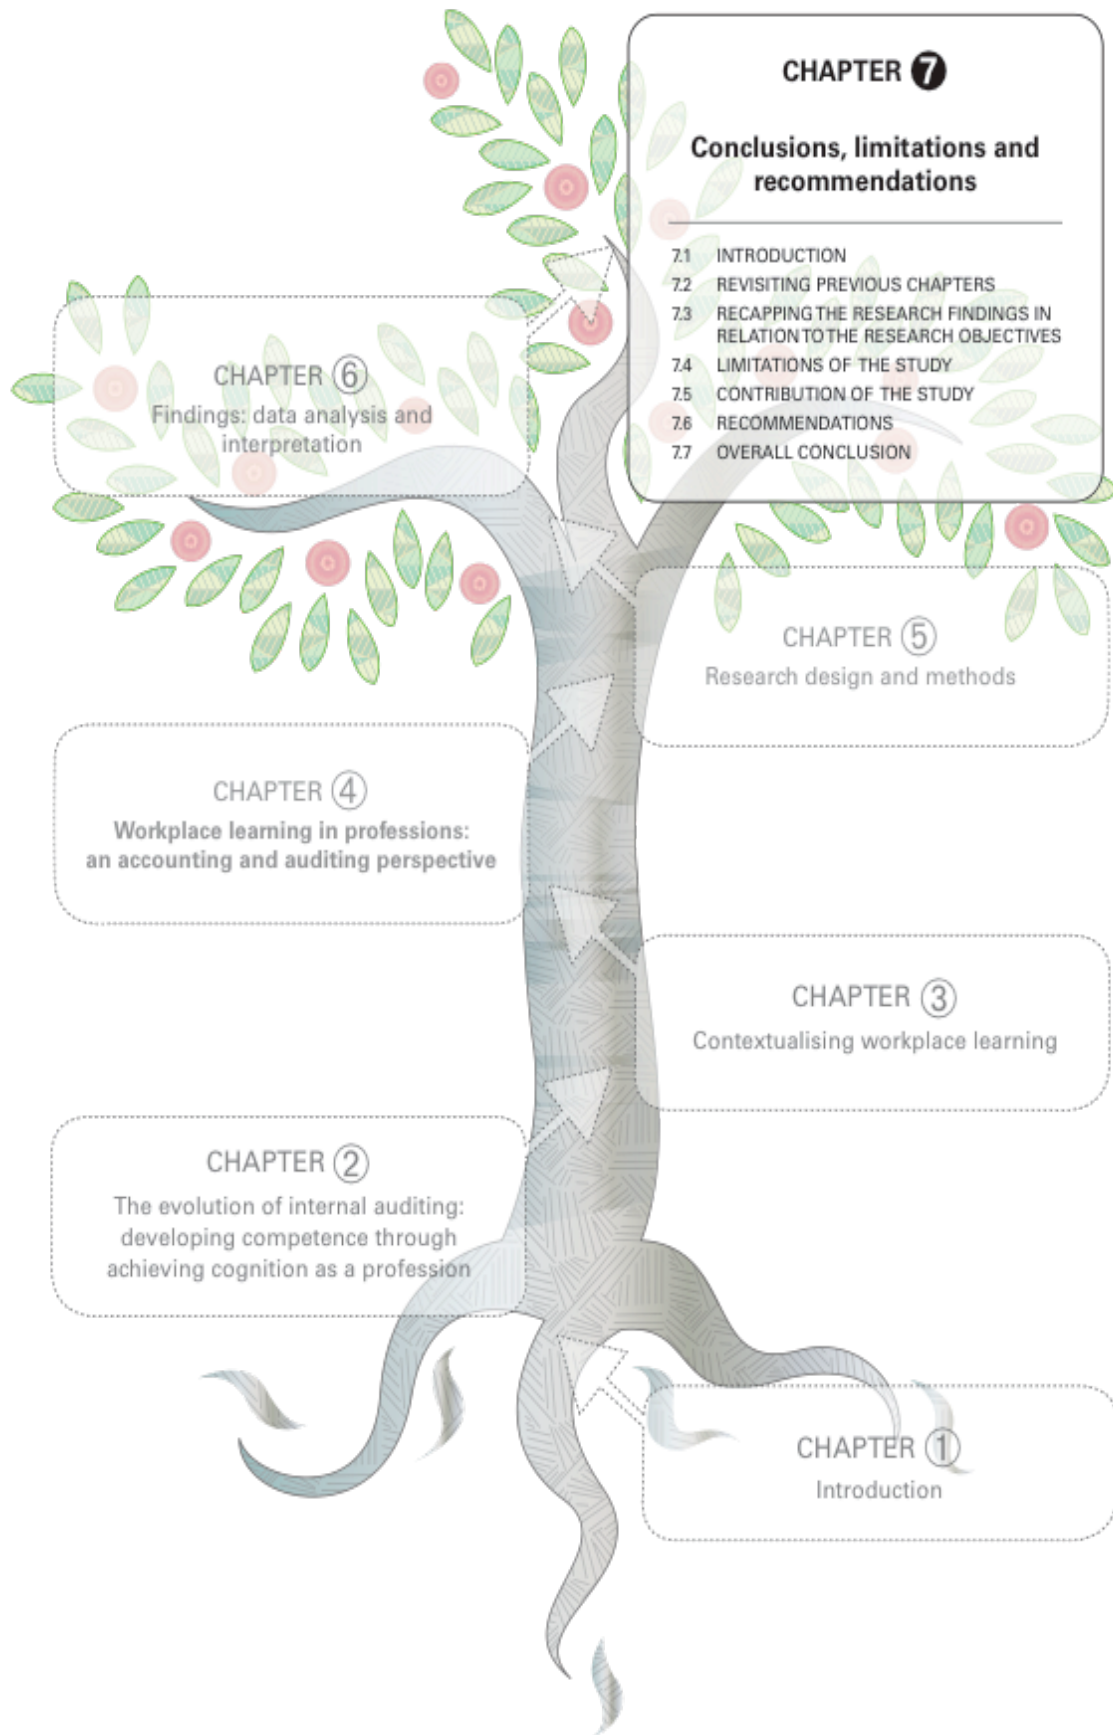 CHAPTER 7
Conclusions, limitations and
recommendations
7.1 INTRODUCTION
7.2 REVISITING PREVIOUS CHAPTERS
7.3 RECAPPING THE RESEARCH FINDINGS IN
RELATION TO THE RESEARCH OBJECTIVES
7.4 LIMITATIONS OF THE STUDY
7.5 CONTRIBUTION OF THE STUDY
7.6 RECOMMENDATIONS
7.7 OVERALL CONCLUSION
CHAPTER 6
Findings: data analysis and
interpretation
CHAPTER 5
Research design and methods
CHAPTER 4
Workplace learning in professions:
an accounting and auditing perspective
CHAPTER 3
Contextualising workplace learning
CHAPTER 2
The evolution of internal auditing:
developing competence through
achieving cognition as a profession
CHAPTER 1
Introduction